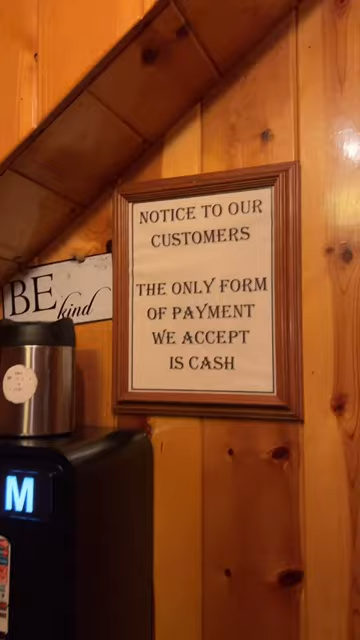 NOTICE TO OUR
CUSTOMERS
THE ONLY FORM
OF PAYMENT
WE ACCEPT
IS CASH
BE kind
M